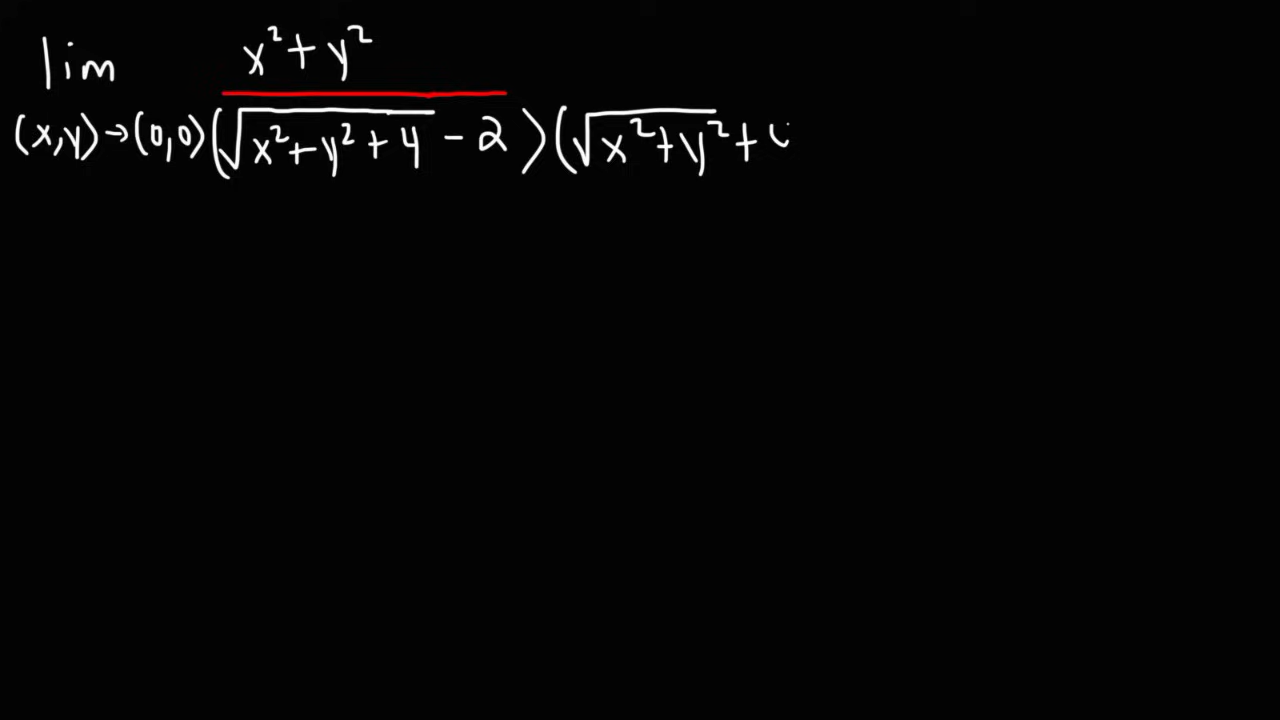 lim x²+y²
(x,y)→(0,0) (√x²+y²+4 - 2)(√x²+y²+